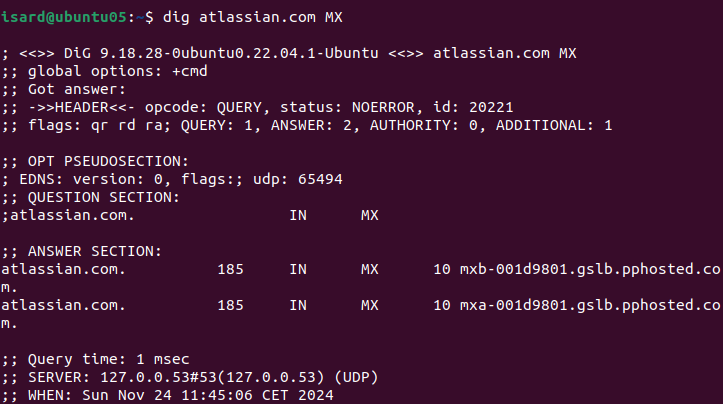 isard@ubuntu05:~$ dig atlassian.com MX
; <<>> DiG 9.18.28-0ubuntu0.22.04.1-Ubuntu <<>> atlassian.com MX
;; global options: +cmd
;; Got answer:
;; ->>HEADER<<- opcode: QUERY, status: NOERROR, id: 20221
;; flags: qr rd ra; QUERY: 1, ANSWER: 2, AUTHORITY: 0, ADDITIONAL: 1
;; OPT PSEUDOSECTION:
; EDNS: version: 0, flags:; udp: 65494
;; QUESTION SECTION:
;atlassian.com. IN MX
;; ANSWER SECTION:
atlassian.com. 185 IN MX 10 mxb-001d9801.gslb.pphosted.co
m.
atlassian.com. 185 IN MX 10 mxa-001d9801.gslb.pphosted.co
m.
;; Query time: 1 msec
;; SERVER: 127.0.0.53#53(127.0.0.53) (UDP)
;; WHEN: Sun Nov 24 11:45:06 CET 2024